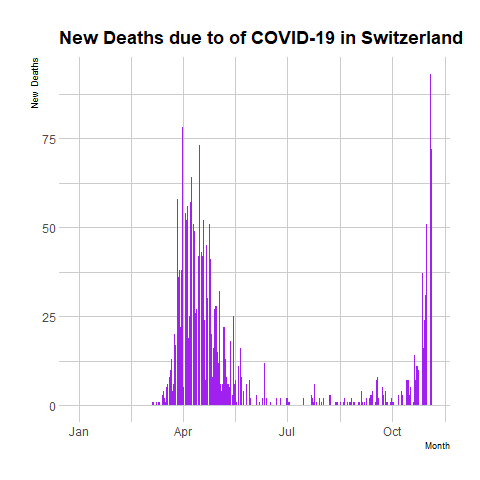 New Deaths due to of COVID-19 in Switzerland
New Deaths
75
50
25
0
Jan Apr Jul Oct
Month